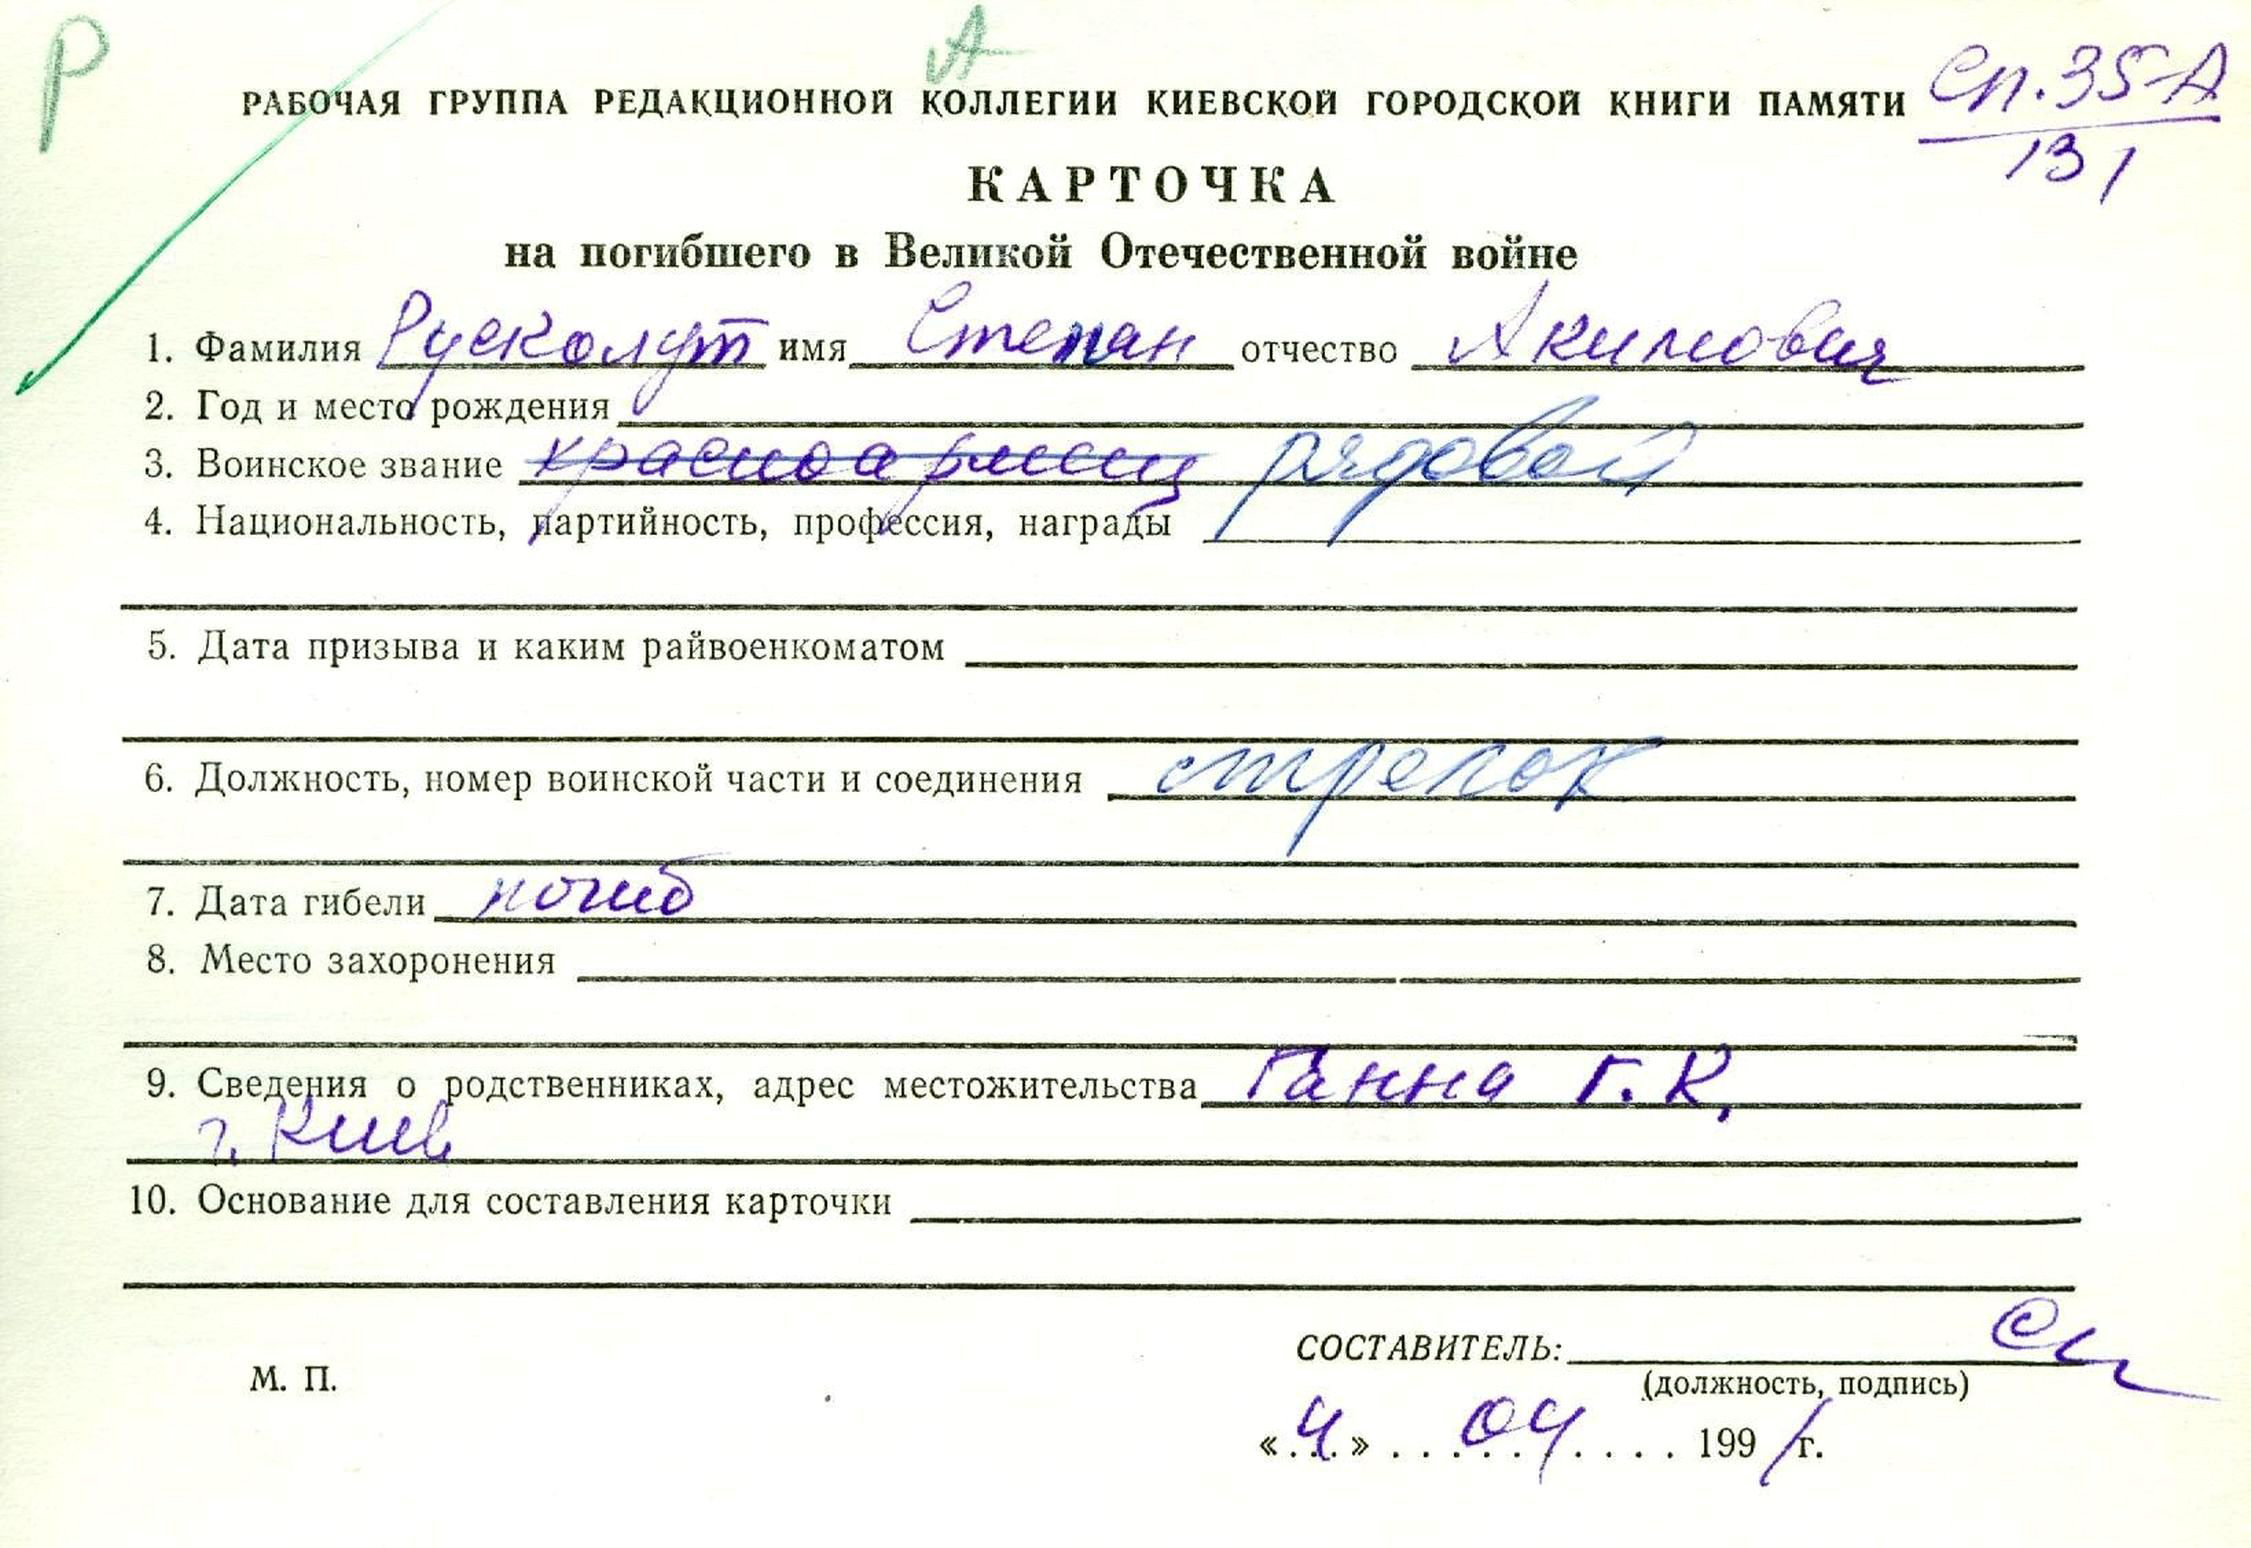 Р
А
РАБОЧАЯ ГРУППА РЕДАКЦИОННОЙ КОЛЛЕГИИ КИЕВСКОЙ ГОРОДСКОЙ КНИГИ ПАМЯТИ
Сп. 35-А
131
КАРТОЧКА
на погибшего в Великой Отечественной войне
1. Фамилия Русколут имя Степан отчество Акимович
2. Год и место рождения
3. Воинское звание красноармеец рядовой
4. Национальность, партийность, профессия, награды
5. Дата призыва и каким райвоенкоматом
6. Должность, номер воинской части и соединения стрелок
7. Дата гибели погиб
8. Место захоронения
9. Сведения о родственниках, адрес местожительства Ганна Г. К.
г. Киев
10. Основание для составления карточки
СОСТАВИТЕЛЬ:
М. П.
(должность, подпись)
«4» 04 1991 г.